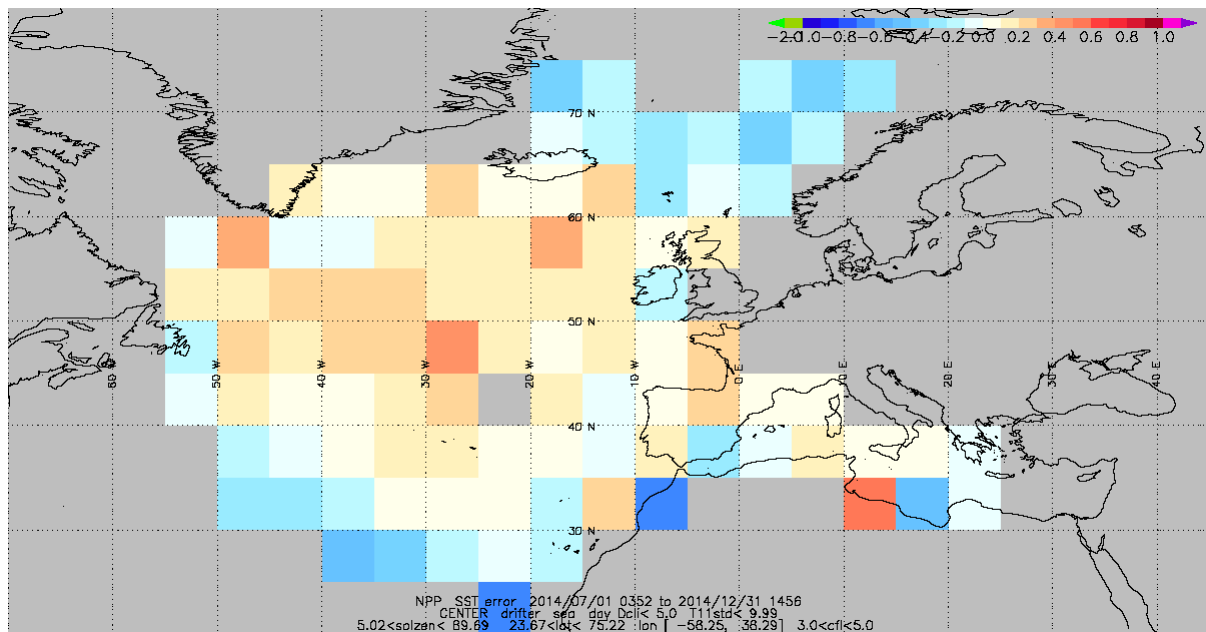 -2.0-1.0-0.8-0.6-0.4-0.2 0.0 0.2 0.4 0.6 0.8 1.0
70 N
60 N
50 N
60 W
50 W
40 W
30 W
20 W
10 W
0 E
10 E
20 E
30 E
40 E
40 N
30 N
NPP SST error 2014/07/01 0352 to 2014/12/31 1456
CENTER drifter sea day Dcli< 5.0 T11std< 9.99
5.02<solzen< 89.89 23.67<lat< 75.22 lon [ -58.25, 38.29] 3.0<cfl<5.0